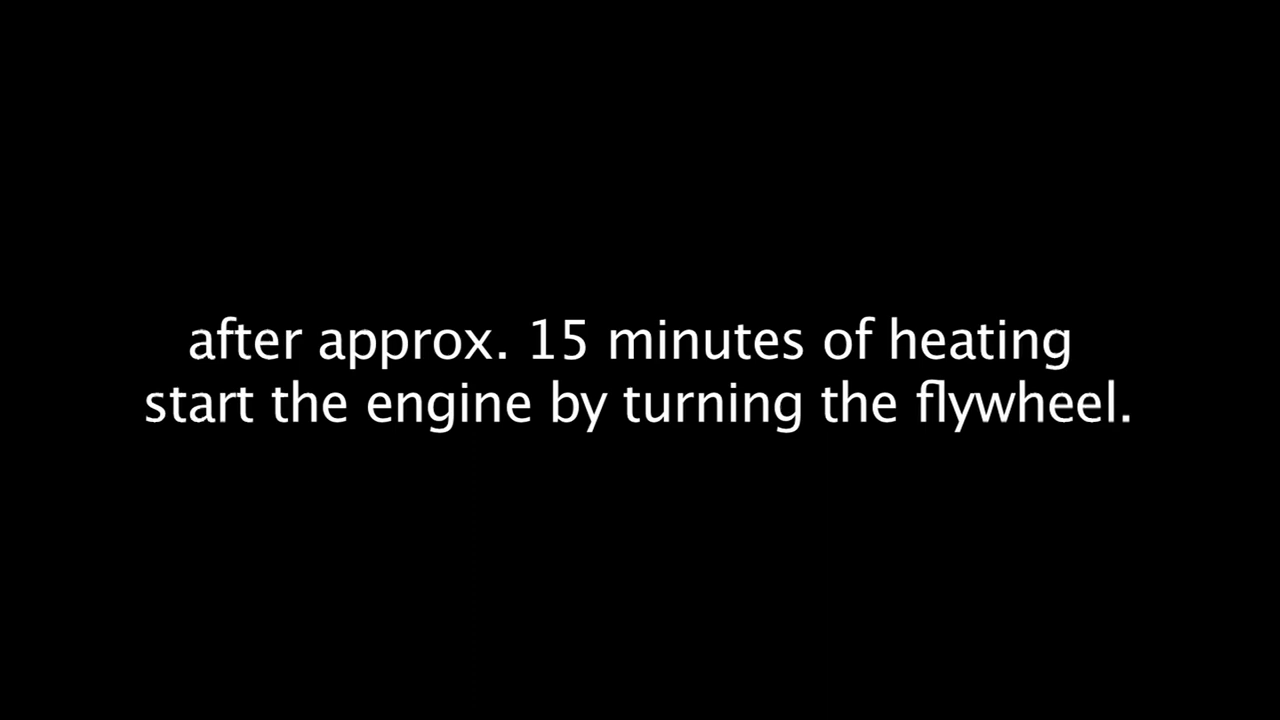 after approx. 15 minutes of heating
start the engine by turning the flywheel.